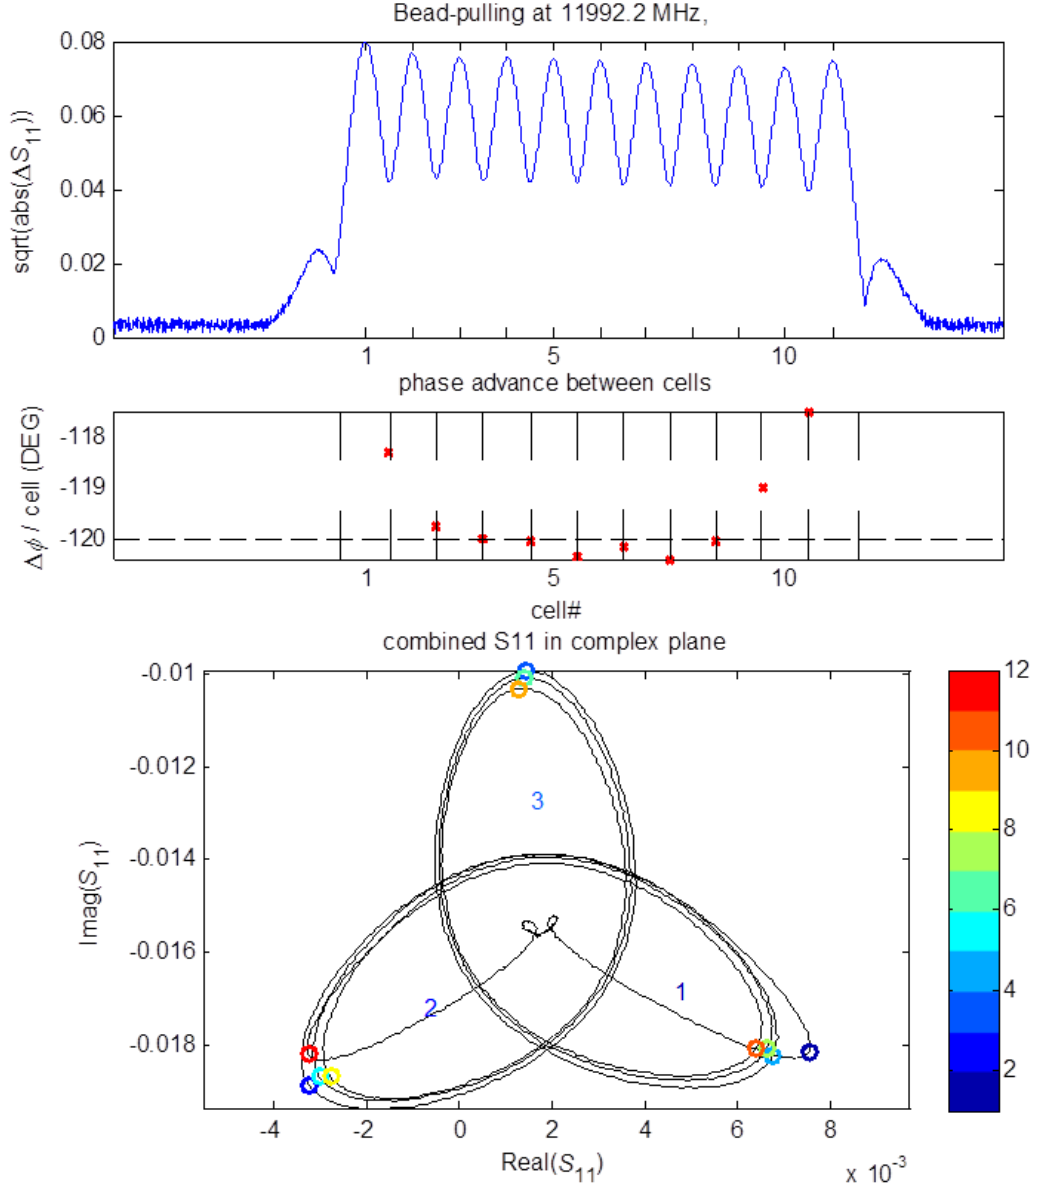 Bead-pulling at 11992.2 MHz,
sqrt(abs(ΔS11))
0.08
0.06
0.04
0.02
0
1 5 10
phase advance between cells
Δϕ / cell (DEG)
-118
-119
-120
1 5 10
cell#
combined S11 in complex plane
Imag(S11)
-0.01
-0.012
-0.014
-0.016
-0.018
3
2
1
-4 -2 0 2 4 6 8
Real(S11)
x 10-3
12
10
8
6
4
2